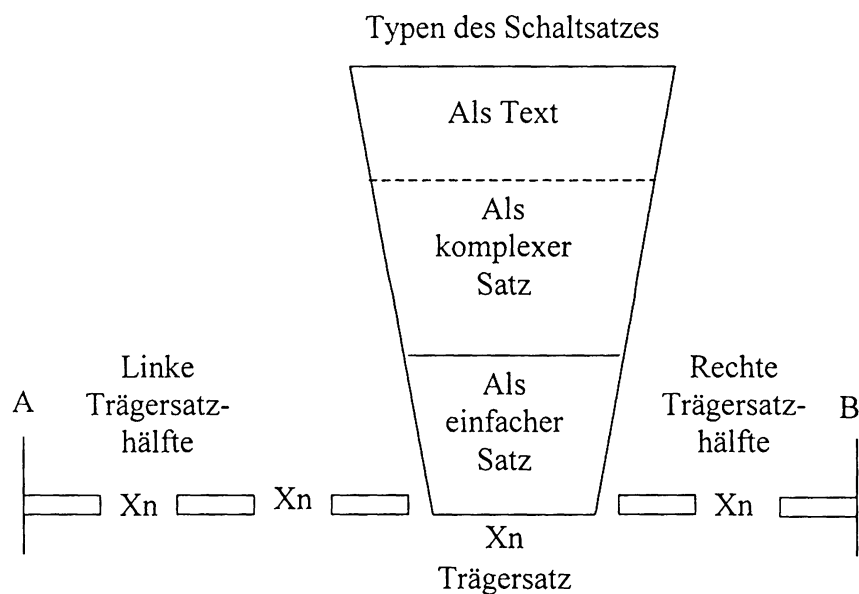 Typen des Schaltsatzes
Als Text
Als
komplexer
Satz
Linke
Trägersatz-
hälfte
A
Als
einfacher
Satz
Rechte
Trägersatz-
hälfte
B
Xn
Xn
Xn
Xn
Trägersatz